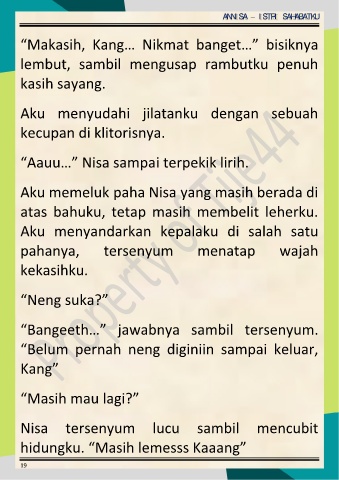 ANNISA – ISTRI SAHABATKU
“Makasih, Kang… Nikmat banget…” bisiknya
lembut, sambil mengusap rambutku penuh
kasih sayang.
Aku menyudahi jilatanku dengan sebuah
kecupan di klitorisnya.
“Aauu…” Nisa sampai terpekik lirih.
Aku memeluk paha Nisa yang masih berada di
atas bahuku, tetap masih membelit leherku.
Aku menyandarkan kepalaku di salah satu
pahanya, tersenyum menatap wajah
kekasihku.
“Neng suka?”
“Bangeeth…” jawabnya sambil tersenyum.
“Belum pernah neng diginiin sampai keluar,
Kang”
“Masih mau lagi?”
Nisa tersenyum lucu sambil mencubit
hidungku. “Masih lemesss Kaaang”
19
Property of Tije44